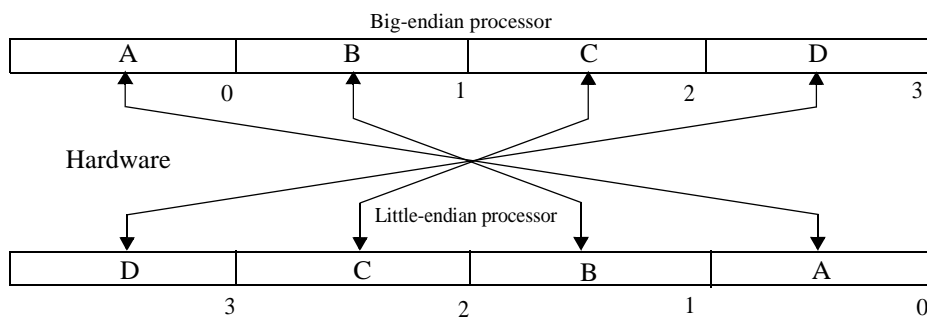 Big-endian processor
A B C D
0 1 2 3
Hardware
Little-endian processor
D C B A
3 2 1 0